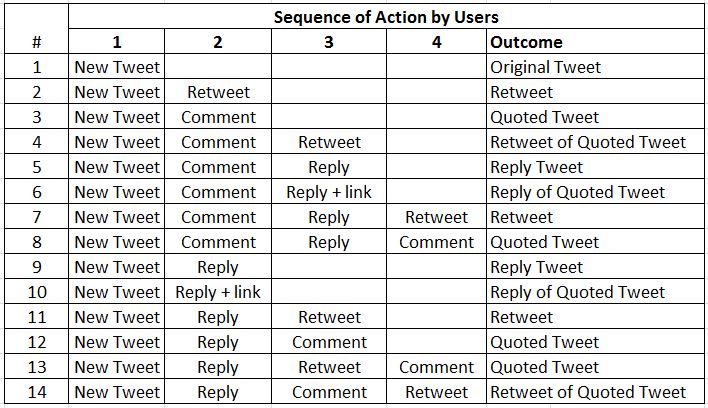 Sequence of Action by Users
# 1 2 3 4 Outcome
1 New Tweet Original Tweet
2 New Tweet Retweet Retweet
3 New Tweet Comment Quoted Tweet
4 New Tweet Comment Retweet Retweet of Quoted Tweet
5 New Tweet Comment Reply Reply Tweet
6 New Tweet Comment Reply + link Reply of Quoted Tweet
7 New Tweet Comment Reply Retweet Retweet
8 New Tweet Comment Reply Comment Quoted Tweet
9 New Tweet Reply Reply Tweet
10 New Tweet Reply + link Reply of Quoted Tweet
11 New Tweet Reply Retweet Retweet
12 New Tweet Reply Comment Quoted Tweet
13 New Tweet Reply Retweet Comment Quoted Tweet
14 New Tweet Reply Comment Retweet Retweet of Quoted Tweet